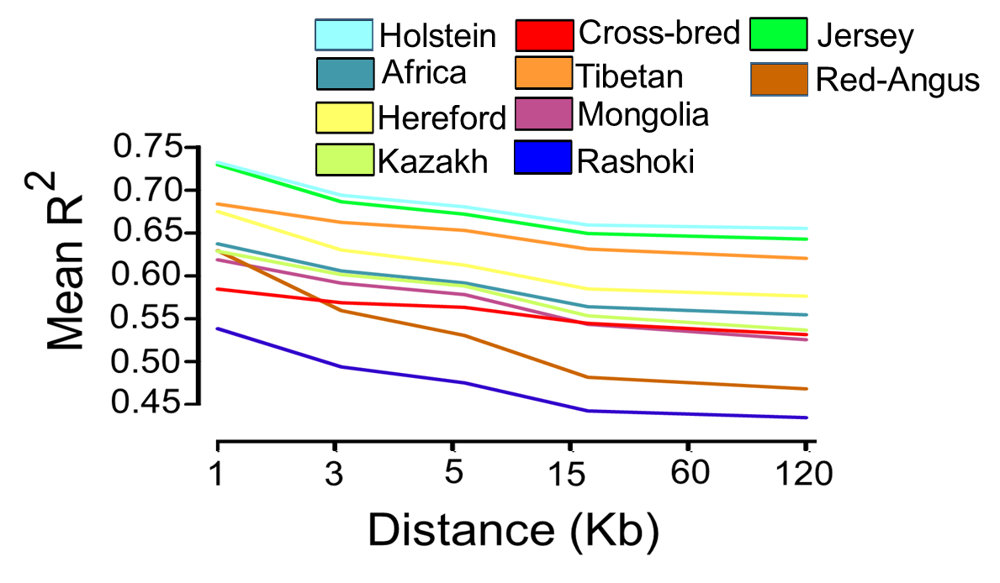 Holstein
Cross-bred
Jersey
Africa
Tibetan
Red-Angus
Hereford
Mongolia
Kazakh
Rashoki
Mean R²
0.75
0.70
0.65
0.60
0.55
0.50
0.45
1 3 5 15 60 120
Distance (Kb)